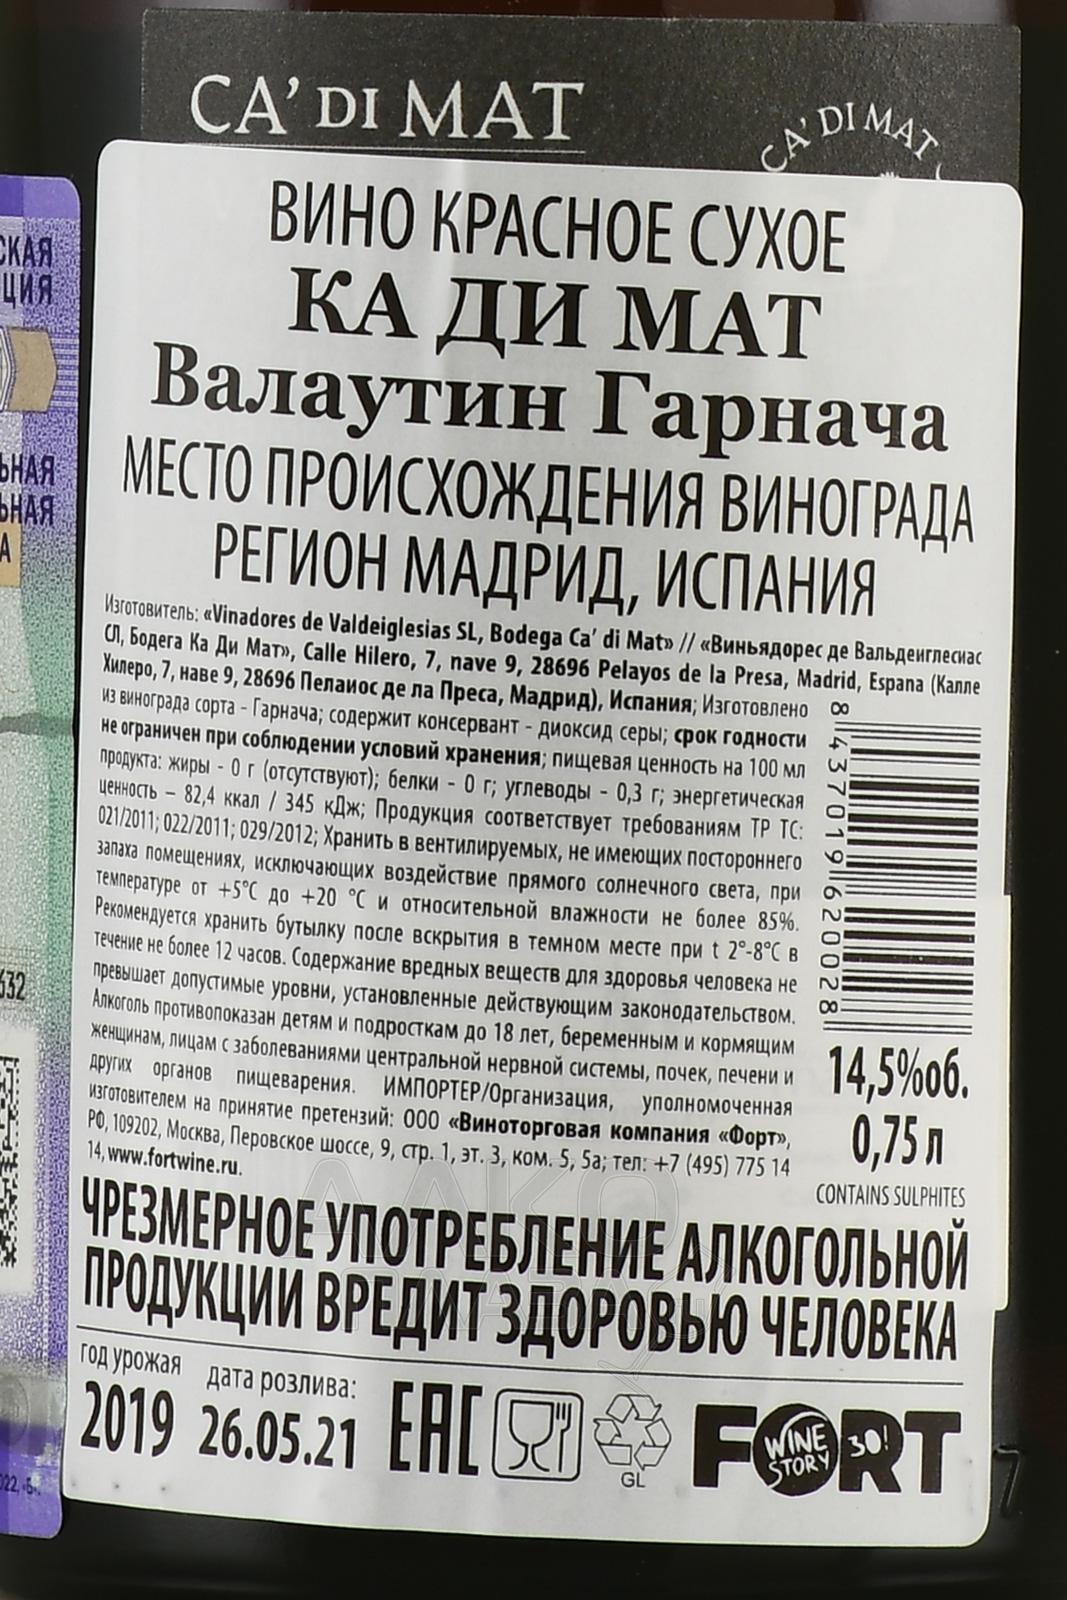 CA' DI MAT
CA' DI MAT
ВИНО КРАСНОЕ СУХОЕ
КА ДИ МАТ
Валаутин Гарнача
МЕСТО ПРОИСХОЖДЕНИЯ ВИНОГРАДА
РЕГИОН МАДРИД, ИСПАНИЯ
Изготовитель: «Vinadores de Valdeiglesias SL, Bodega Ca' di Mat» // «Виньядорес де Вальдеиглесиас
СЛ, Бодега Ка Ди Мат», Calle Hilero, 7, nave 9, 28696 Pelayos de la Presa, Madrid, Espana (Калле
Хилеро, 7, наве 9, 28696 Пелаиос де ла Преса, Мадрид), Испания; Изготовлено
из винограда сорта - Гарнача; содержит консервант - диоксид серы; срок годности
не ограничен при соблюдении условий хранения; пищевая ценность на 100 мл
продукта: жиры - 0 г (отсутствуют); белки - 0 г; углеводы - 0,3 г; энергетическая
ценность – 82,4 ккал / 345 кДж; Продукция соответствует требованиям ТР ТС:
021/2011; 022/2011; 029/2012; Хранить в вентилируемых, не имеющих постороннего
запаха помещениях, исключающих воздействие прямого солнечного света, при
температуре от +5°C до +20 °C и относительной влажности не более 85%.
Рекомендуется хранить бутылку после вскрытия в темном месте при t 2°-8°C в
течение не более 12 часов. Содержание вредных веществ для здоровья человека не
превышает допустимые уровни, установленные действующим законодательством.
Алкоголь противопоказан детям и подросткам до 18 лет, беременным и кормящим
женщинам, лицам с заболеваниями центральной нервной системы, почек, печени и
других органов пищеварения. ИМПОРТЕР/Организация, уполномоченная
изготовителем на принятие претензий: ООО «Виноторговая компания «Форт»,
РФ, 109202, Москва, Перовское шоссе, 9, стр. 1, эт. 3, ком. 5, 5а; тел: +7 (495) 775 14
14, www.fortwine.ru.
8 437019 620028
14,5%об.
0,75 л
CONTAINS SULPHITES
ЧРЕЗМЕРНОЕ УПОТРЕБЛЕНИЕ АЛКОГОЛЬНОЙ
ПРОДУКЦИИ ВРЕДИТ ЗДОРОВЬЮ ЧЕЛОВЕКА
год урожая
2019
дата розлива:
26.05.21
EAC
GL
FORT
WINE STORY
30!
СКАЯ
ЦИЯ
ЬНАЯ
ЬНАЯ
А
632